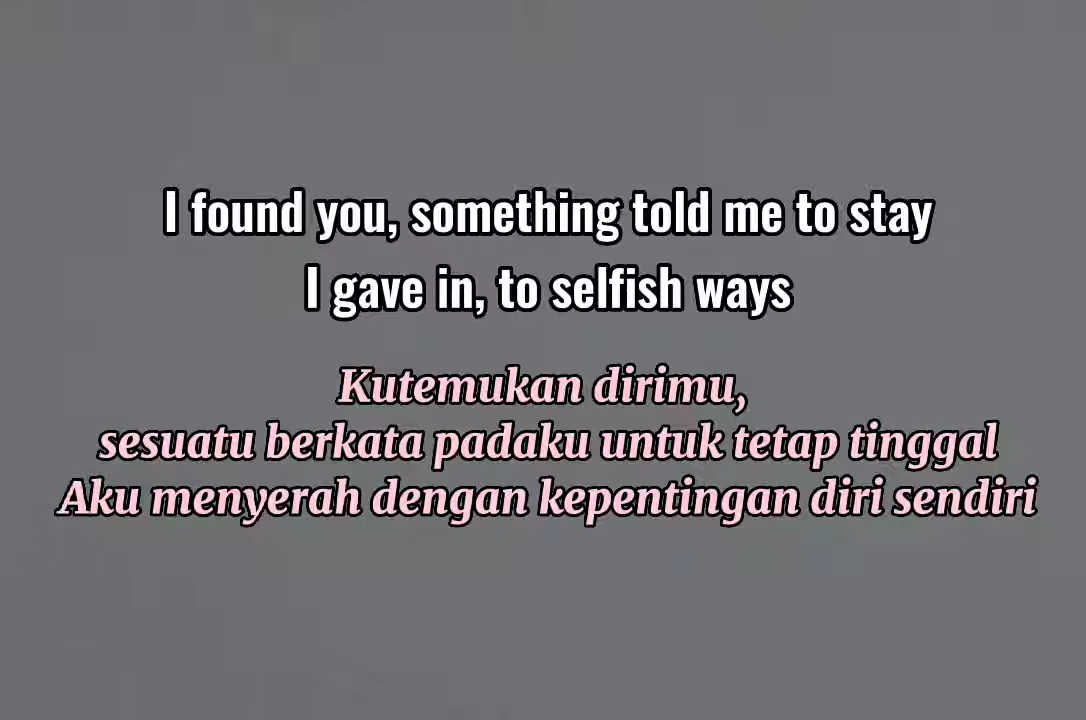 I found you, something told me to stay
I gave in, to selfish ways
Kutemukan dirimu,
sesuatu berkata padaku untuk tetap tinggal
Aku menyerah dengan kepentingan diri sendiri